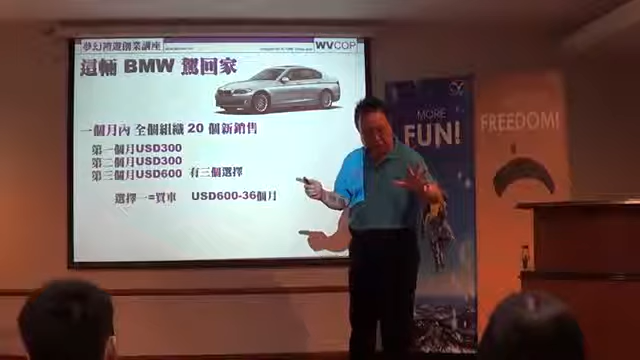 夢幻禮遊創業講座
WVCOP
這輛 BMW 駕回家
一個月內 全個組織 20 個新銷售
第一個月USD300
第二個月USD300
第三個月USD600 有三個選擇
選擇一=買車 USD600-36個月
MORE
FUN!
FREEDOM!